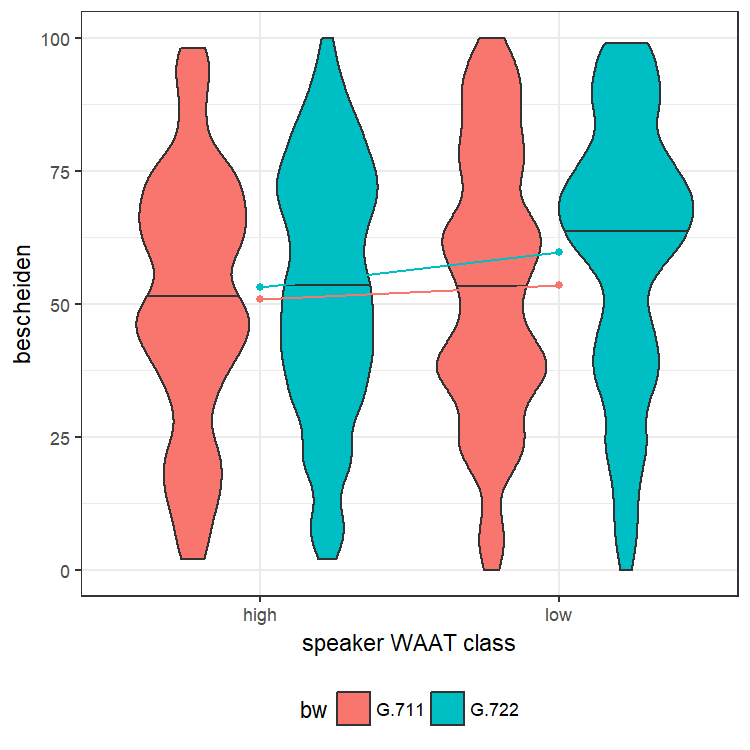 100
75
50
25
0
bescheiden
high low
speaker WAAT class
bw G.711 G.722